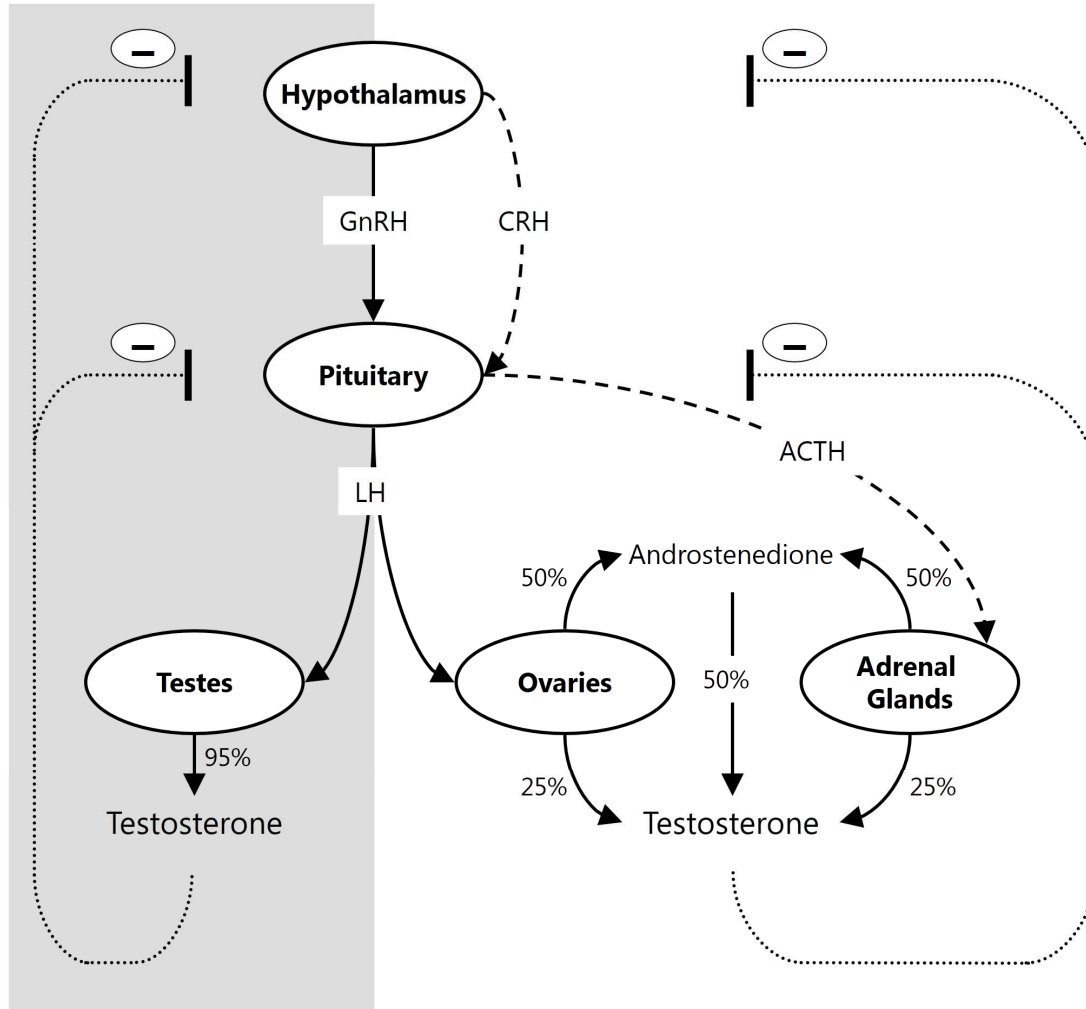 –
–
Hypothalamus
GnRH
CRH
–
–
Pituitary
ACTH
LH
Androstenedione
50%
50%
Testes
Ovaries
50%
Adrenal
Glands
95%
25%
25%
Testosterone
Testosterone